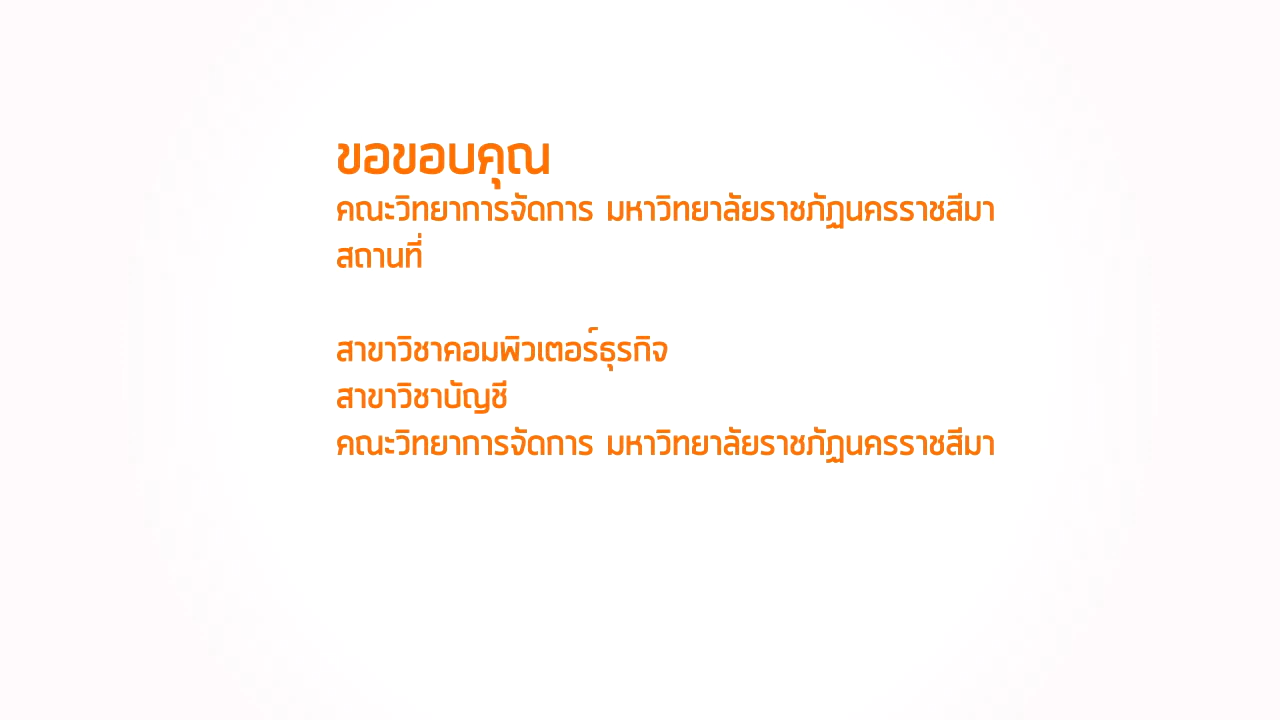 ขอขอบคุณ
คณะวิทยาการจัดการ มหาวิทยาลัยราชภัฏนครราชสีมา
สถานที่
สาขาวิชาคอมพิวเตอร์ธุรกิจ
สาขาวิชาบัญชี
คณะวิทยาการจัดการ มหาวิทยาลัยราชภัฏนครราชสีมา